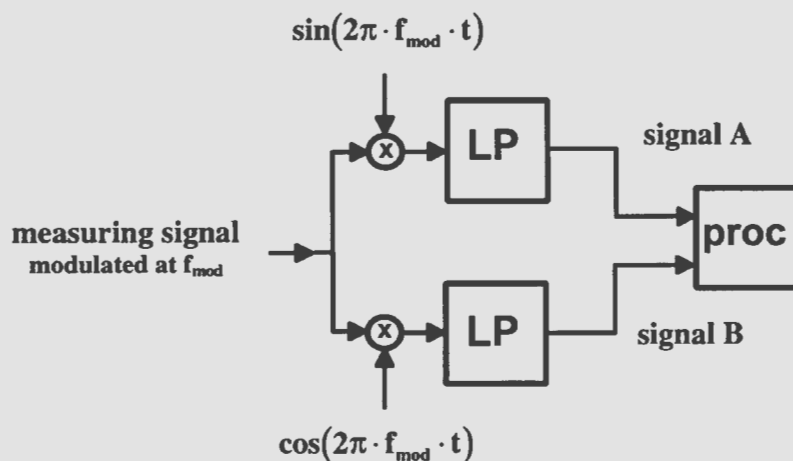 sin(2π · f_mod · t)
x
LP
signal A
measuring signal
modulated at f_mod
proc
x
LP
signal B
cos(2π · f_mod · t)